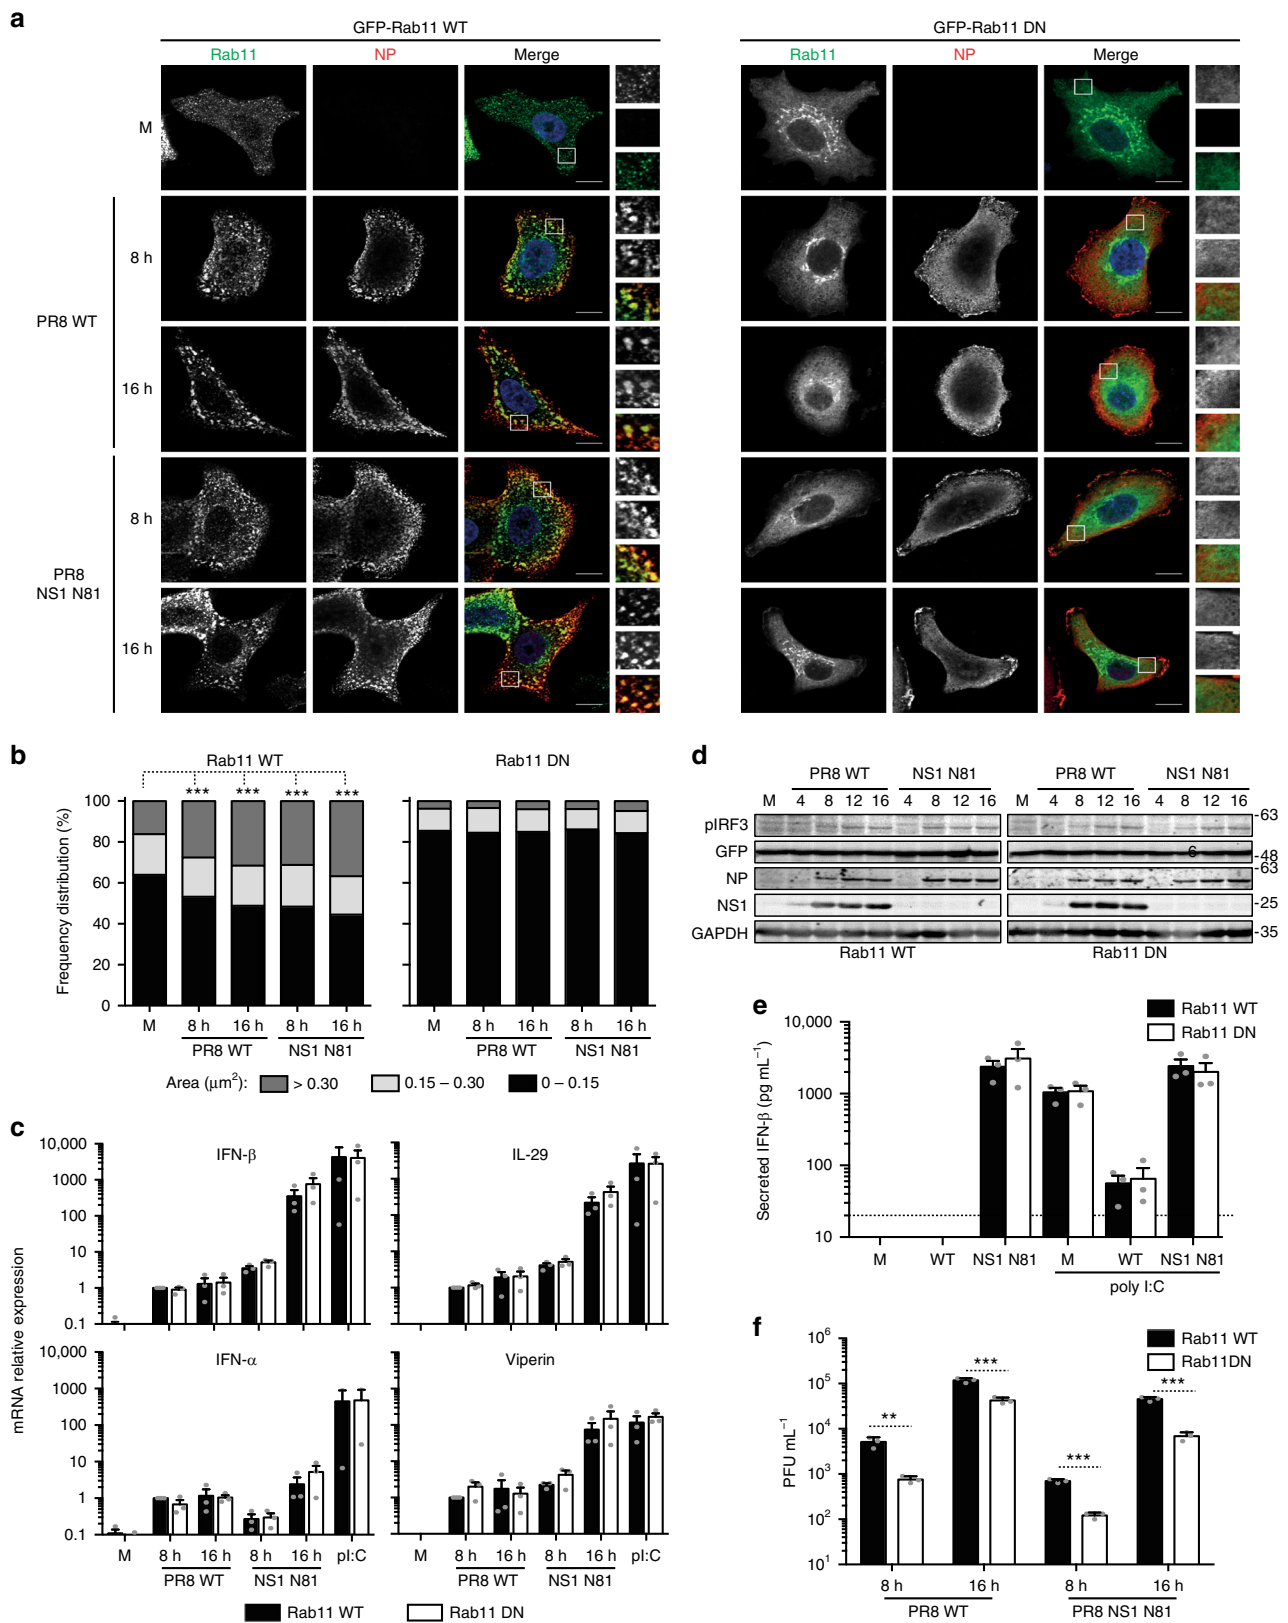 a
GFP-Rab11 WT
GFP-Rab11 DN
Rab11 NP Merge
Rab11 NP Merge
M
PR8 WT
8 h
16 h
PR8
NS1 N81
8 h
16 h
b
Rab11 WT
Rab11 DN
Frequency distribution (%)
100
80
60
40
20
0
*** *** *** ***
M 8 h 16 h 8 h 16 h
PR8 WT NS1 N81
M 8 h 16 h 8 h 16 h
PR8 WT NS1 N81
Area (μm²): > 0.30 0.15 – 0.30 0 – 0.15
c
mRNA relative expression
IFN-β
IL-29
10,000
1000
100
10
1
0.1
IFN-α
Viperin
10,000
1000
100
10
1
0.1
M 8 h 16 h 8 h 16 h pI:C
PR8 WT NS1 N81
M 8 h 16 h 8 h 16 h pI:C
PR8 WT NS1 N81
Rab11 WT Rab11 DN
d
PR8 WT NS1 N81 PR8 WT NS1 N81
M 4 8 12 16 4 8 12 16 M 4 8 12 16 4 8 12 16
pIRF3 -63
GFP 6 -48
NP -63
NS1 -25
GAPDH -35
Rab11 WT Rab11 DN
e
Rab11 WT
Rab11 DN
Secreted IFN-β (pg mL⁻¹)
10,000
1000
100
10
M WT NS1 N81 M WT NS1 N81
poly I:C
f
Rab11 WT
Rab11DN
PFU mL⁻¹
10⁶
10⁵
10⁴
10³
10²
10¹
** *** *** ***
8 h 16 h 8 h 16 h
PR8 WT PR8 NS1 N81